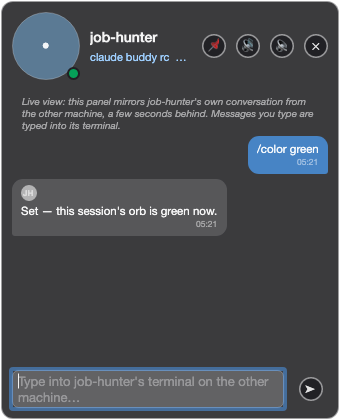 job-hunter
claude buddy rc ...
Live view: this panel mirrors job-hunter's own conversation from
the other machine, a few seconds behind. Messages you type are
typed into its terminal.
/color green
05:21
JH
Set — this session's orb is green now.
05:21
Type into job-hunter's terminal on the other
machine…